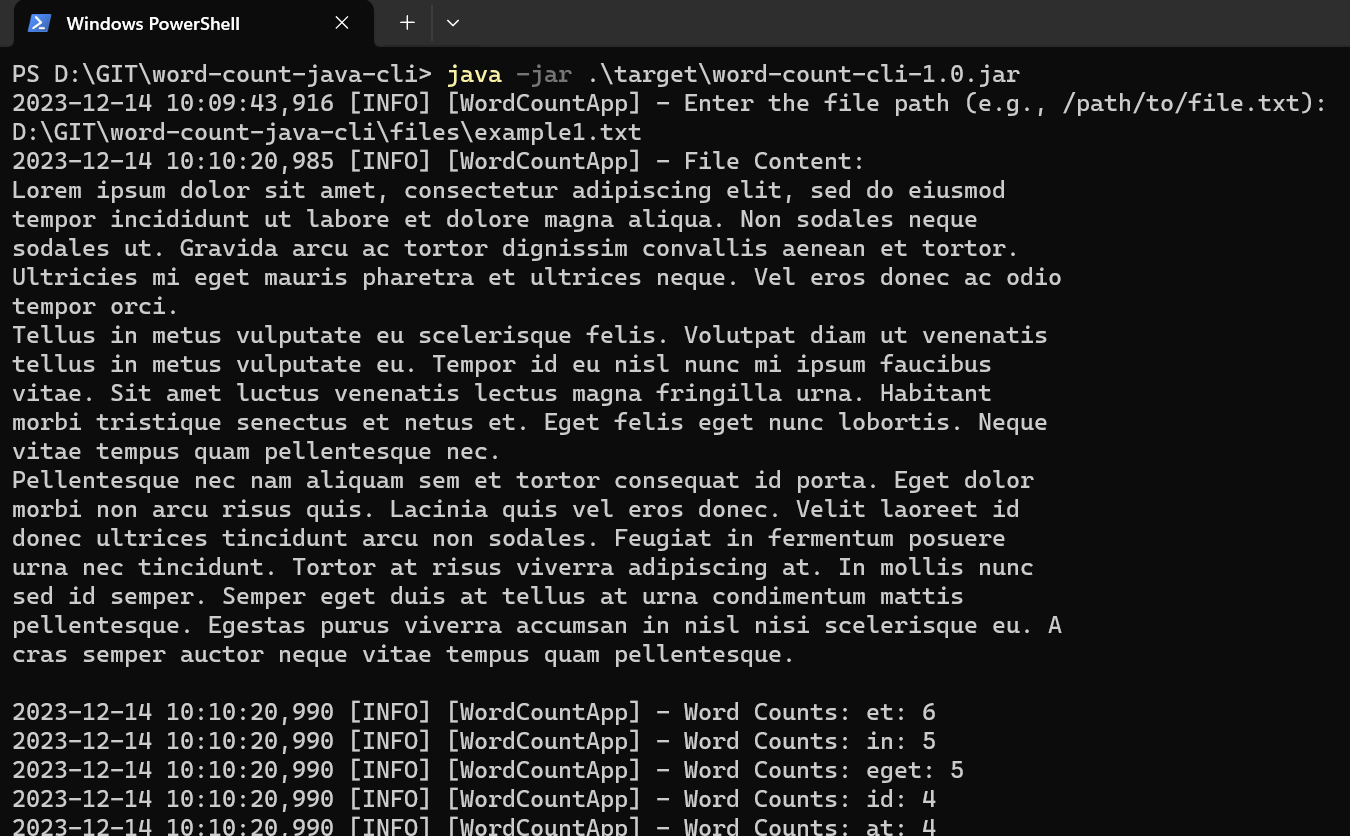 Windows PowerShell
PS D:\GIT\word-count-java-cli> java -jar .\target\word-count-cli-1.0.jar
2023-12-14 10:09:43,916 [INFO] [WordCountApp] - Enter the file path (e.g., /path/to/file.txt):
D:\GIT\word-count-java-cli\files\example1.txt
2023-12-14 10:10:20,985 [INFO] [WordCountApp] - File Content:
Lorem ipsum dolor sit amet, consectetur adipiscing elit, sed do eiusmod
tempor incididunt ut labore et dolore magna aliqua. Non sodales neque
sodales ut. Gravida arcu ac tortor dignissim convallis aenean et tortor.
Ultricies mi eget mauris pharetra et ultrices neque. Vel eros donec ac odio
tempor orci.
Tellus in metus vulputate eu scelerisque felis. Volutpat diam ut venenatis
tellus in metus vulputate eu. Tempor id eu nisl nunc mi ipsum faucibus
vitae. Sit amet luctus venenatis lectus magna fringilla urna. Habitant
morbi tristique senectus et netus et. Eget felis eget nunc lobortis. Neque
vitae tempus quam pellentesque nec.
Pellentesque nec nam aliquam sem et tortor consequat id porta. Eget dolor
morbi non arcu risus quis. Lacinia quis vel eros donec. Velit laoreet id
donec ultrices tincidunt arcu non sodales. Feugiat in fermentum posuere
urna nec tincidunt. Tortor at risus viverra adipiscing at. In mollis nunc
sed id semper. Semper eget duis at tellus at urna condimentum mattis
pellentesque. Egestas purus viverra accumsan in nisl nisi scelerisque eu. A
cras semper auctor neque vitae tempus quam pellentesque.
2023-12-14 10:10:20,990 [INFO] [WordCountApp] - Word Counts: et: 6
2023-12-14 10:10:20,990 [INFO] [WordCountApp] - Word Counts: in: 5
2023-12-14 10:10:20,990 [INFO] [WordCountApp] - Word Counts: eget: 5
2023-12-14 10:10:20,990 [INFO] [WordCountApp] - Word Counts: id: 4
2023-12-14 10:10:20,990 [INFO] [WordCountApp] - Word Counts: at: 4